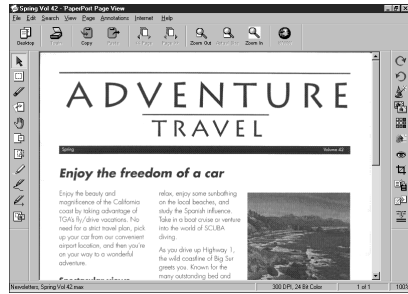 Spring Vol 42 - PaperPort Page View
File Edit Search View Page Annotations Internet Help
Desktop Copy Zoom Out Zoom In
ADVENTURE
TRAVEL
Spring Volume 42
Enjoy the freedom of a car
Enjoy the beauty and
magnificence of the California
coast by taking advantage of
TGA's fly/drive vacations. No
need for a strict travel plan, pick
up your car from our convenient
airport location, and then you're
on your way to a wonderful
adventure.
Spectacular views
relax, enjoy some sunbathing
on the local beaches, and
study the Spanish influence.
Take in a boat cruise or venture
into the world of SCUBA
diving.
As you drive up Highway 1,
the wild coastline of Big Sur
greets you. Known for the
many outstanding bed and
Newsletters, Spring Vol 42.max 300 DPI, 24 Bit Color 1 of 1 100%